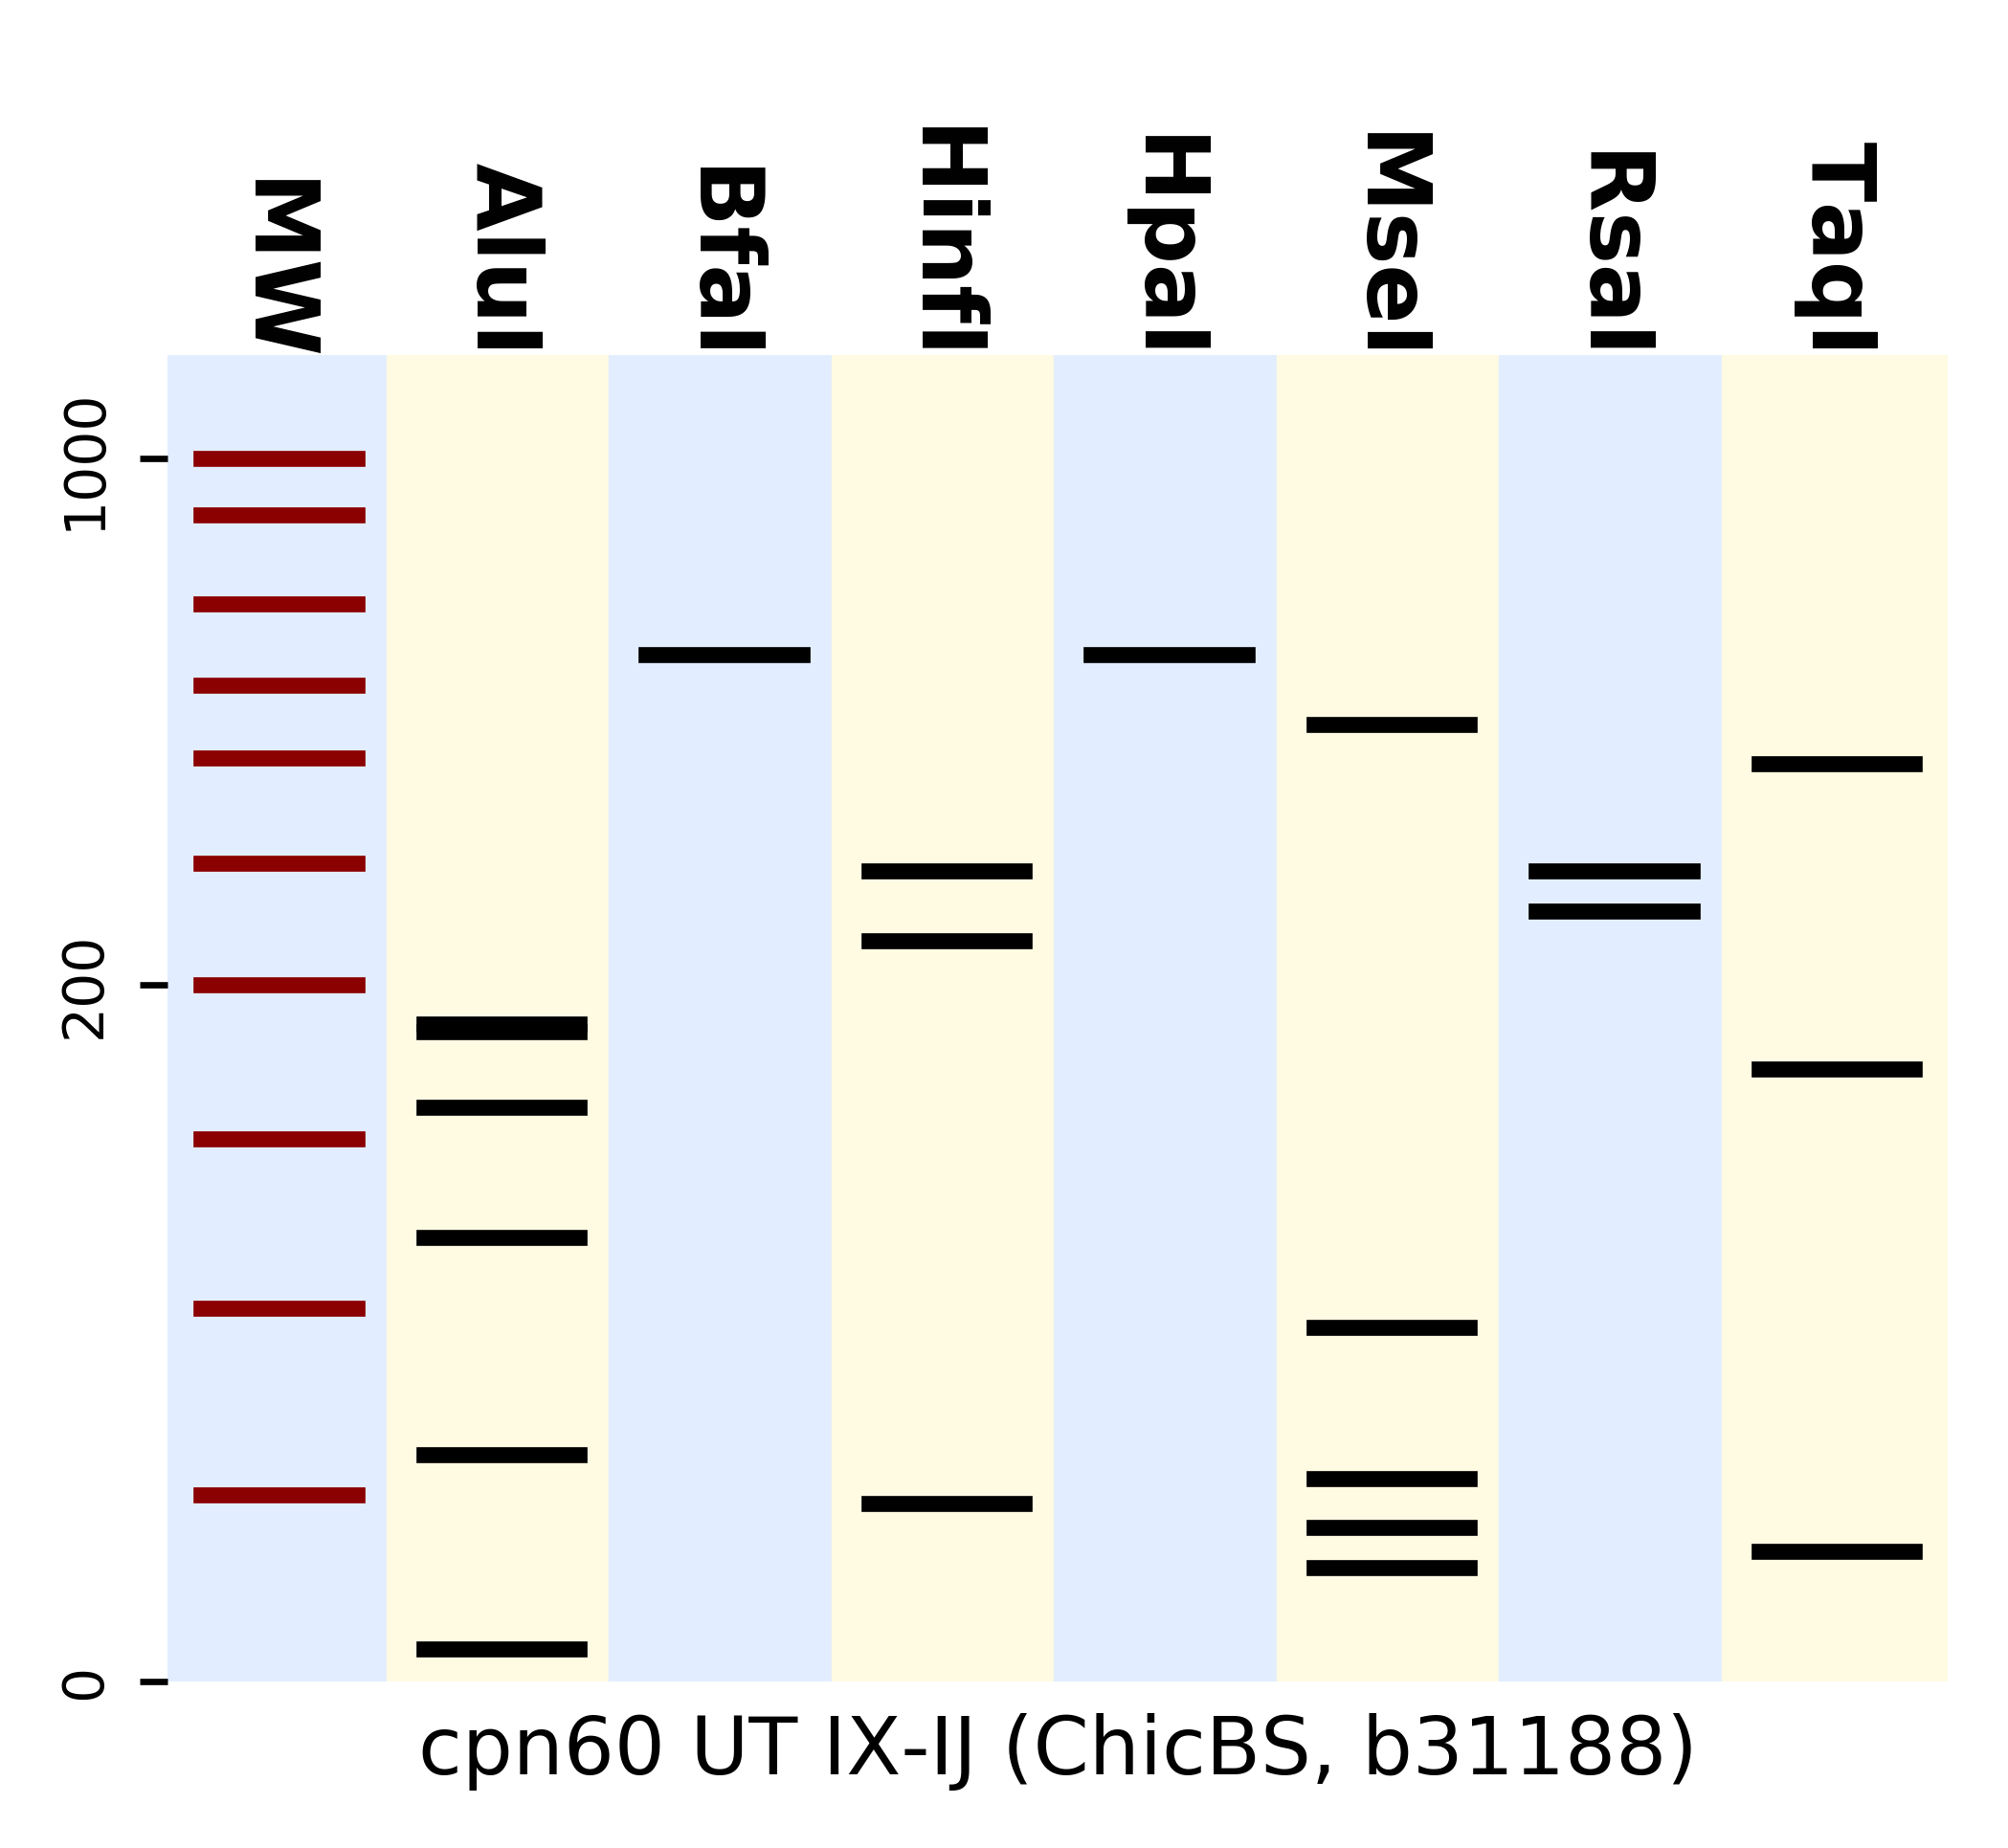 MW
AluI
BfaI
HinfI
HpaI
MseI
RsaI
TaqI
1000
200
0
cpn60 UT IX-IJ (ChicBS, b31188)